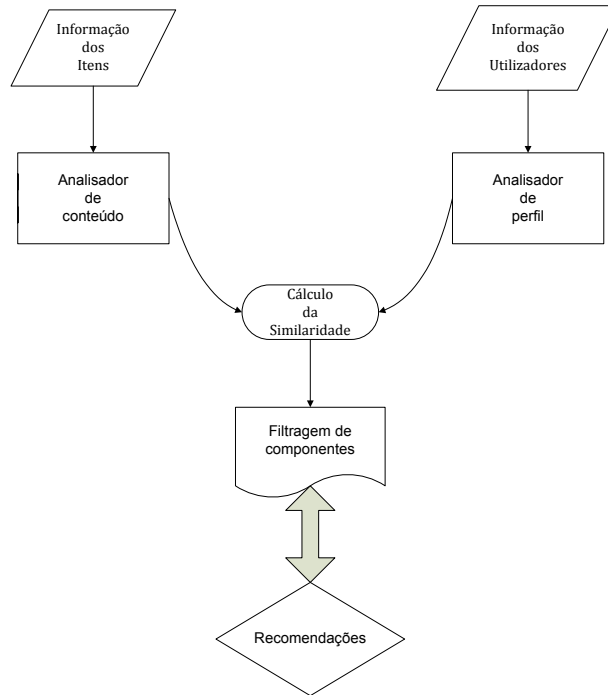 Informação
dos
Itens
Informação
dos
Utilizadores
Analisador
de
conteúdo
Analisador
de
perfil
Cálculo
da
Similaridade
Filtragem de
componentes
Recomendações